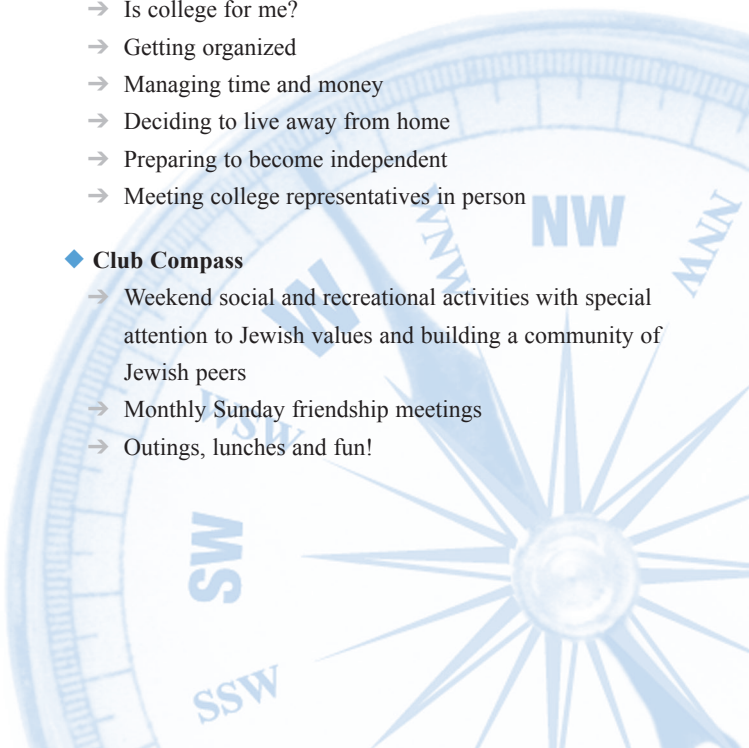 → Is college for me?
→ Getting organized
→ Managing time and money
→ Deciding to live away from home
→ Preparing to become independent
→ Meeting college representatives in person
◆ Club Compass
→ Weekend social and recreational activities with special
attention to Jewish values and building a community of
Jewish peers
→ Monthly Sunday friendship meetings
→ Outings, lunches and fun!
NW
NNW
WNW
W
WSW
SW
SSW